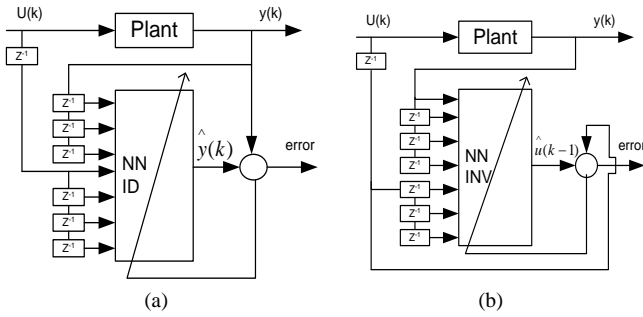 U(k)
Plant
y(k)
Z-1
Z-1
Z-1
Z-1
Z-1
Z-1
Z-1
NN
ID
^
y(k)
error
(a)
U(k)
Plant
y(k)
Z-1
Z-1
Z-1
Z-1
Z-1
Z-1
Z-1
NN
INV
^
u(k-1)
error
(b)